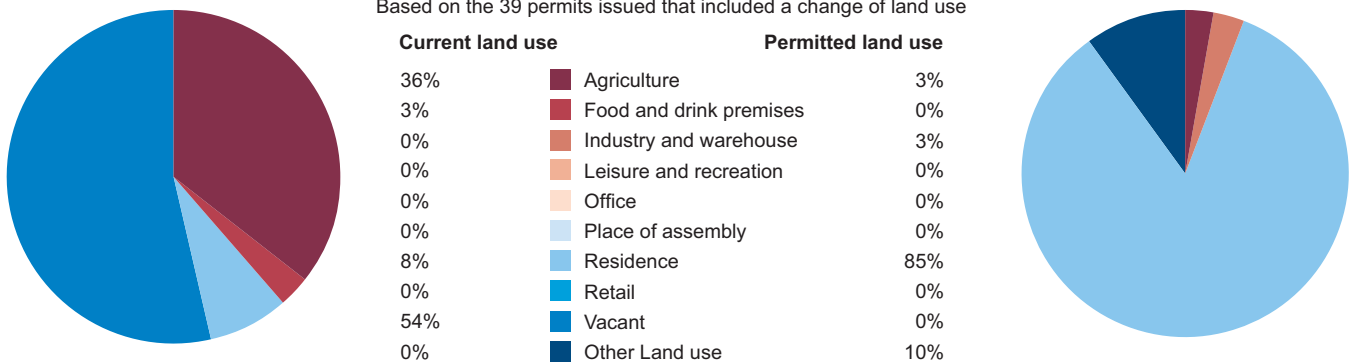 Based on the 39 permits issued that included a change of land use
Current land use Permitted land use
36% Agriculture 3%
3% Food and drink premises 0%
0% Industry and warehouse 3%
0% Leisure and recreation 0%
0% Office 0%
0% Place of assembly 0%
8% Residence 85%
0% Retail 0%
54% Vacant 0%
0% Other Land use 10%